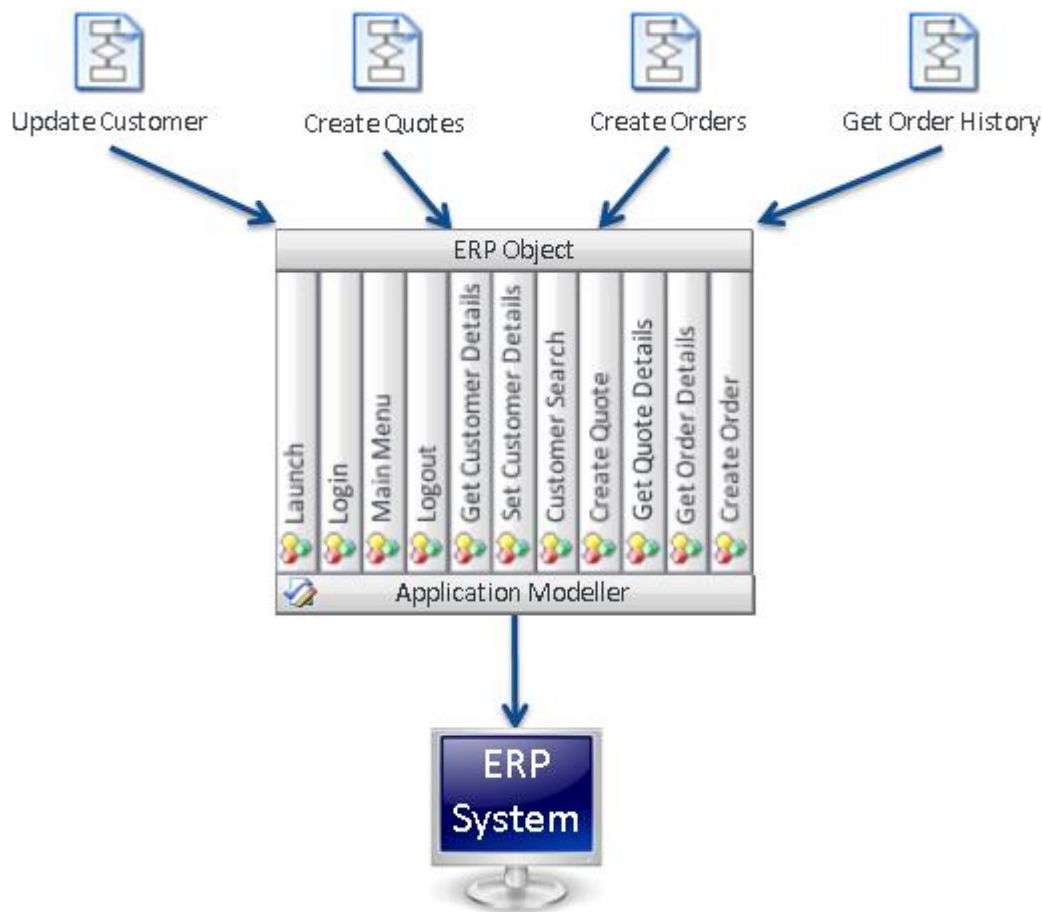 Update Customer
Create Quotes
Create Orders
Get Order History
ERP Object
Launch
Login
Main Menu
Logout
Get Customer Details
Set Customer Details
Customer Search
Create Quote
Get Quote Details
Get Order Details
Create Order
Application Modeller
ERP
System